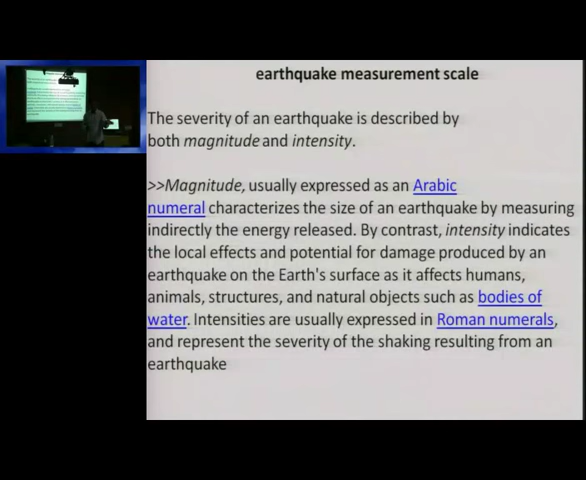 earthquake measurement scale
The severity of an earthquake is described by
both magnitude and intensity.
>>Magnitude, usually expressed as an Arabic
numeral characterizes the size of an earthquake by measuring
indirectly the energy released. By contrast, intensity indicates
the local effects and potential for damage produced by an
earthquake on the Earth's surface as it affects humans,
animals, structures, and natural objects such as bodies of
water. Intensities are usually expressed in Roman numerals,
and represent the severity of the shaking resulting from an
earthquake